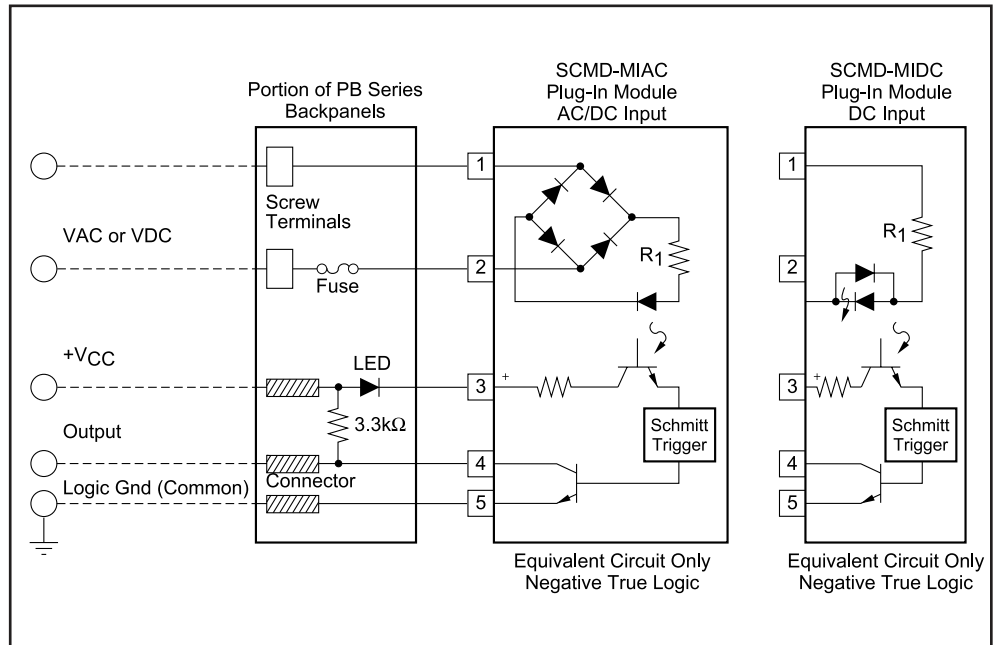 Portion of PB Series
Backpanels
SCMD-MIAC
Plug-In Module
AC/DC Input
SCMD-MIDC
Plug-In Module
DC Input
1
1
Screw
Terminals
VAC or VDC
R1
R1
2
2
Fuse
+VCC
LED
3
+
3
+
3.3kΩ
Schmitt
Trigger
Schmitt
Trigger
Output
4
4
Connector
Logic Gnd (Common)
5
5
Equivalent Circuit Only
Negative True Logic
Equivalent Circuit Only
Negative True Logic